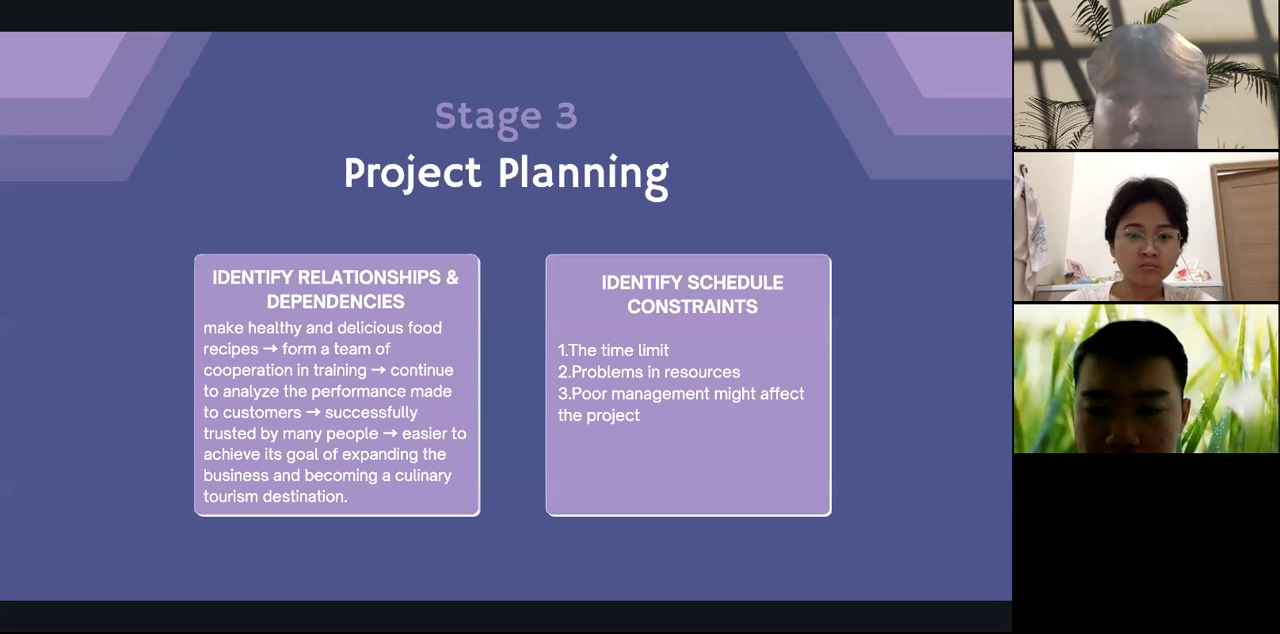 Stage 3
Project Planning
IDENTIFY RELATIONSHIPS &
DEPENDENCIES
make healthy and delicious food
recipes → form a team of
cooperation in training → continue
to analyze the performance made
to customers → successfully
trusted by many people → easier to
achieve its goal of expanding the
business and becoming a culinary
tourism destination.
IDENTIFY SCHEDULE
CONSTRAINTS
1.The time limit
2.Problems in resources
3.Poor management might affect
the project